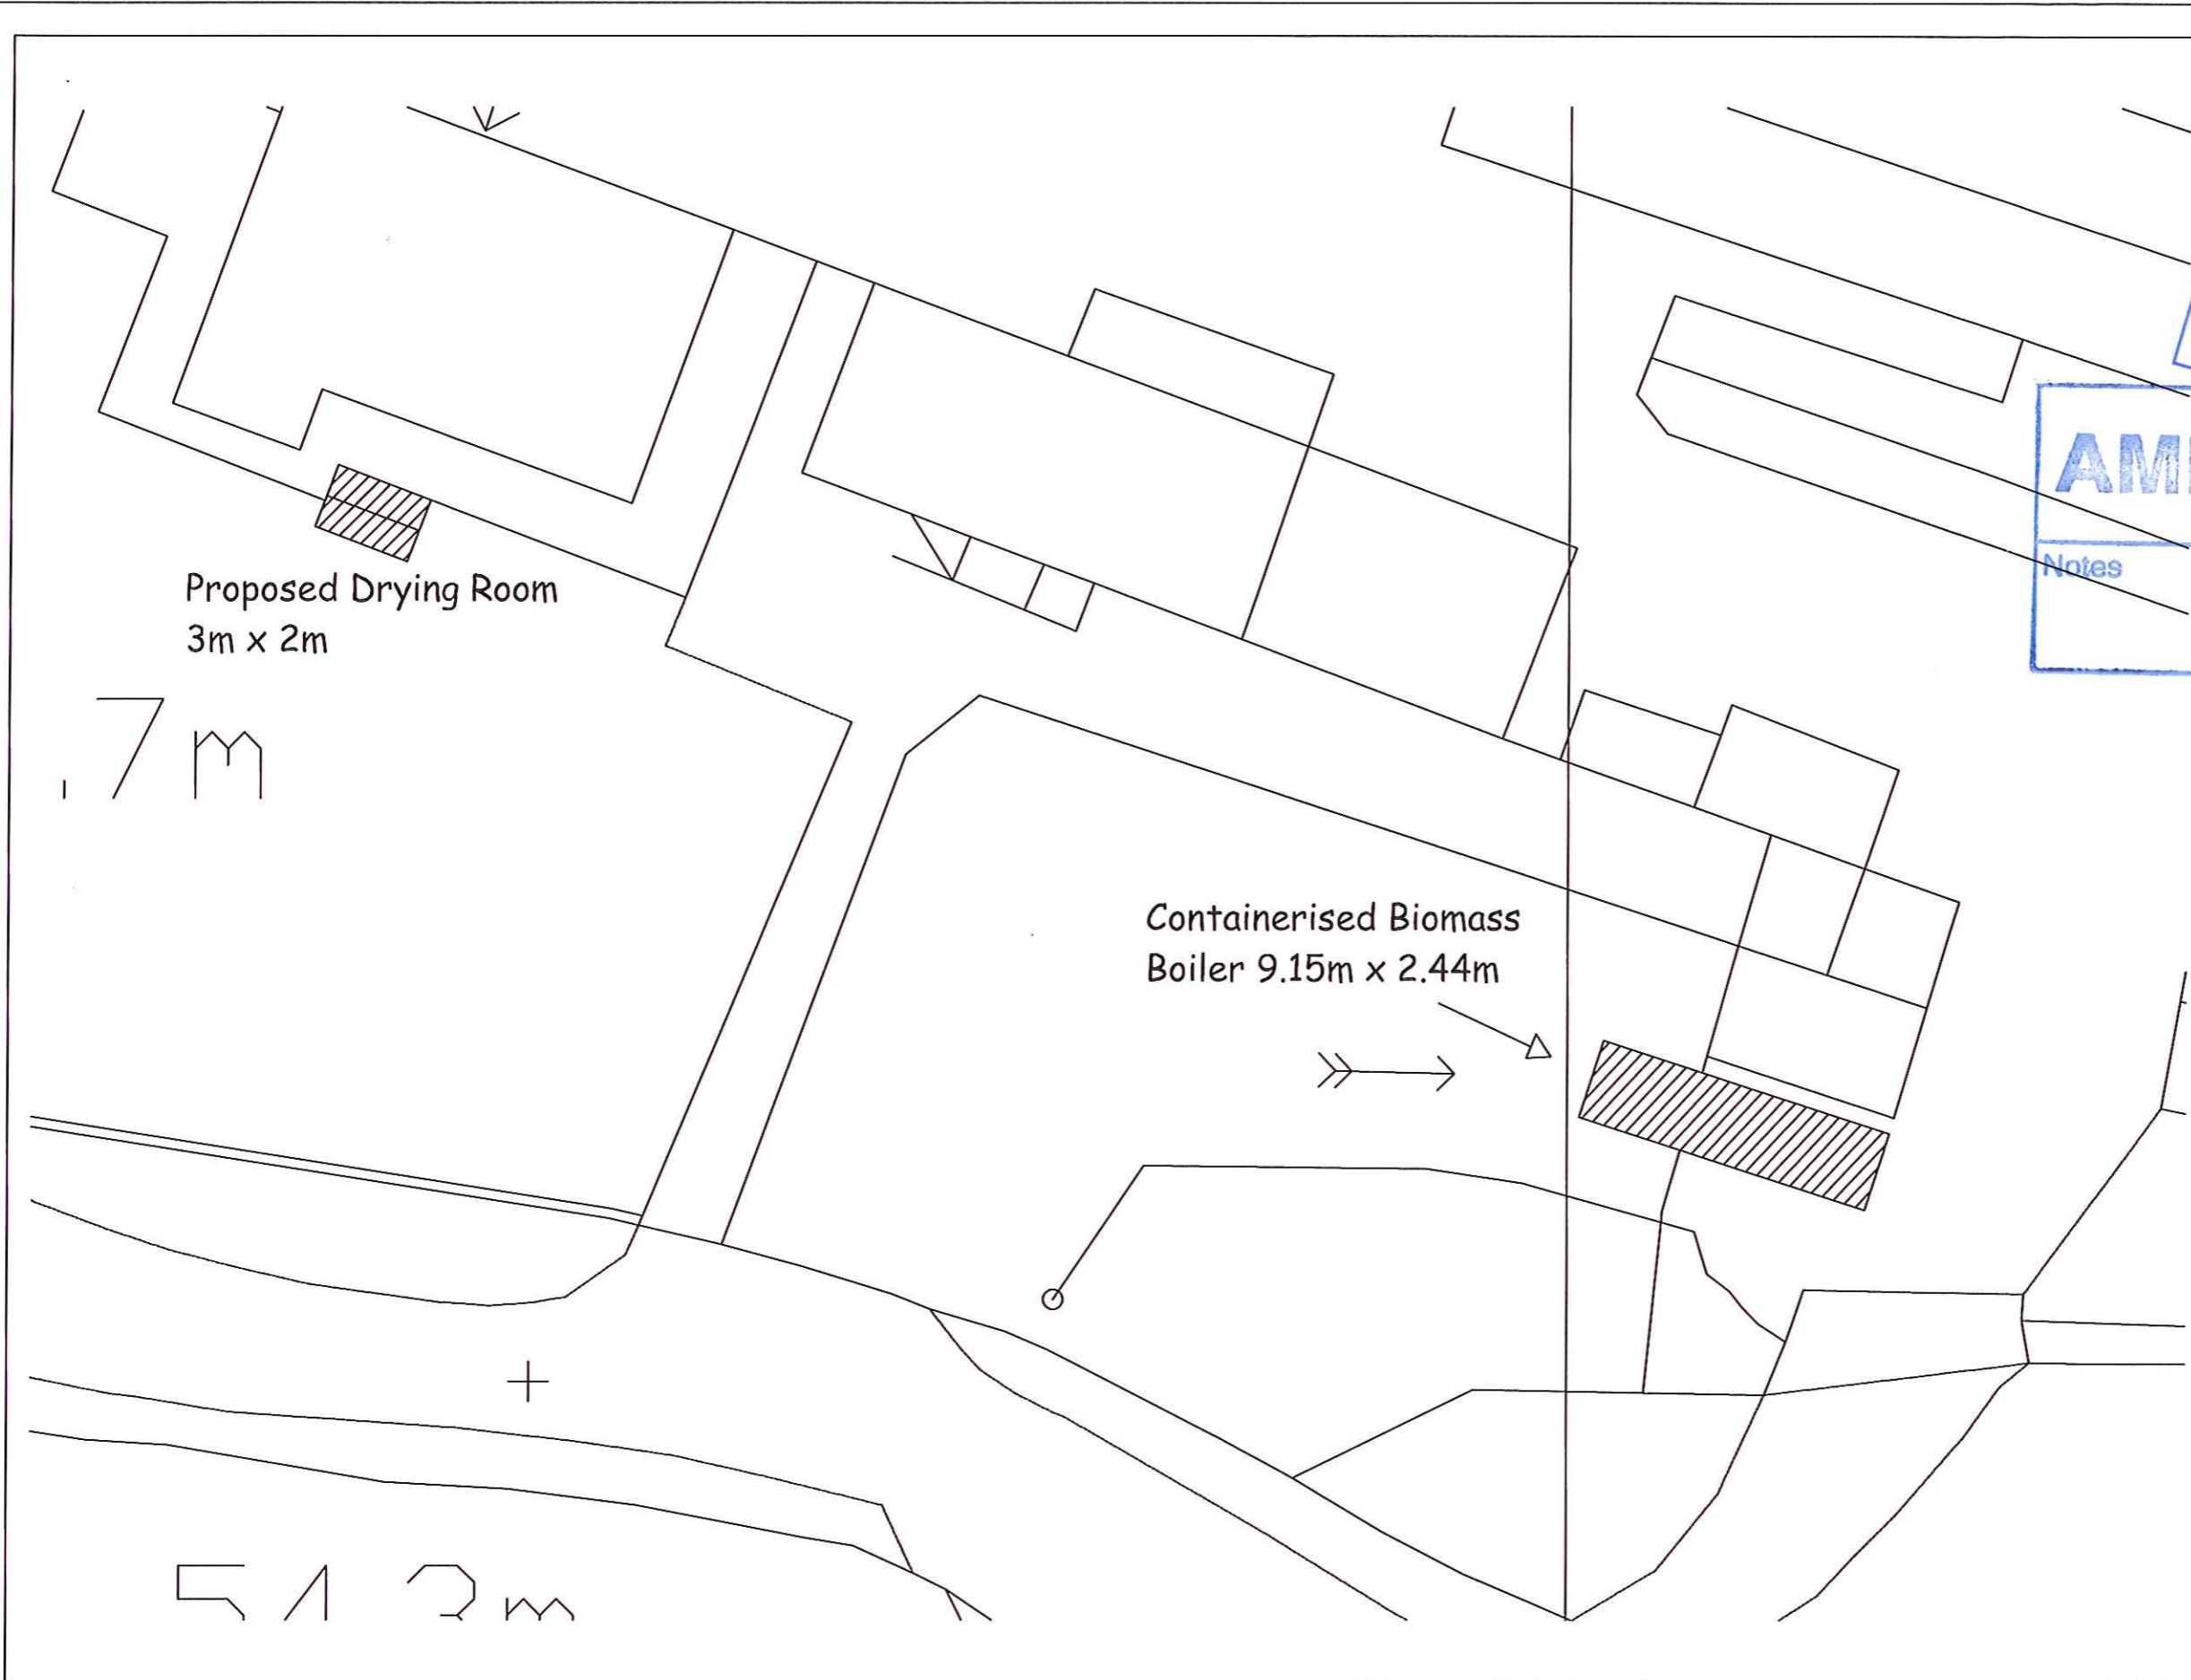 Proposed Drying Room
3m x 2m
.7m
Containerised Biomass
Boiler 9.15m x 2.44m
Notes